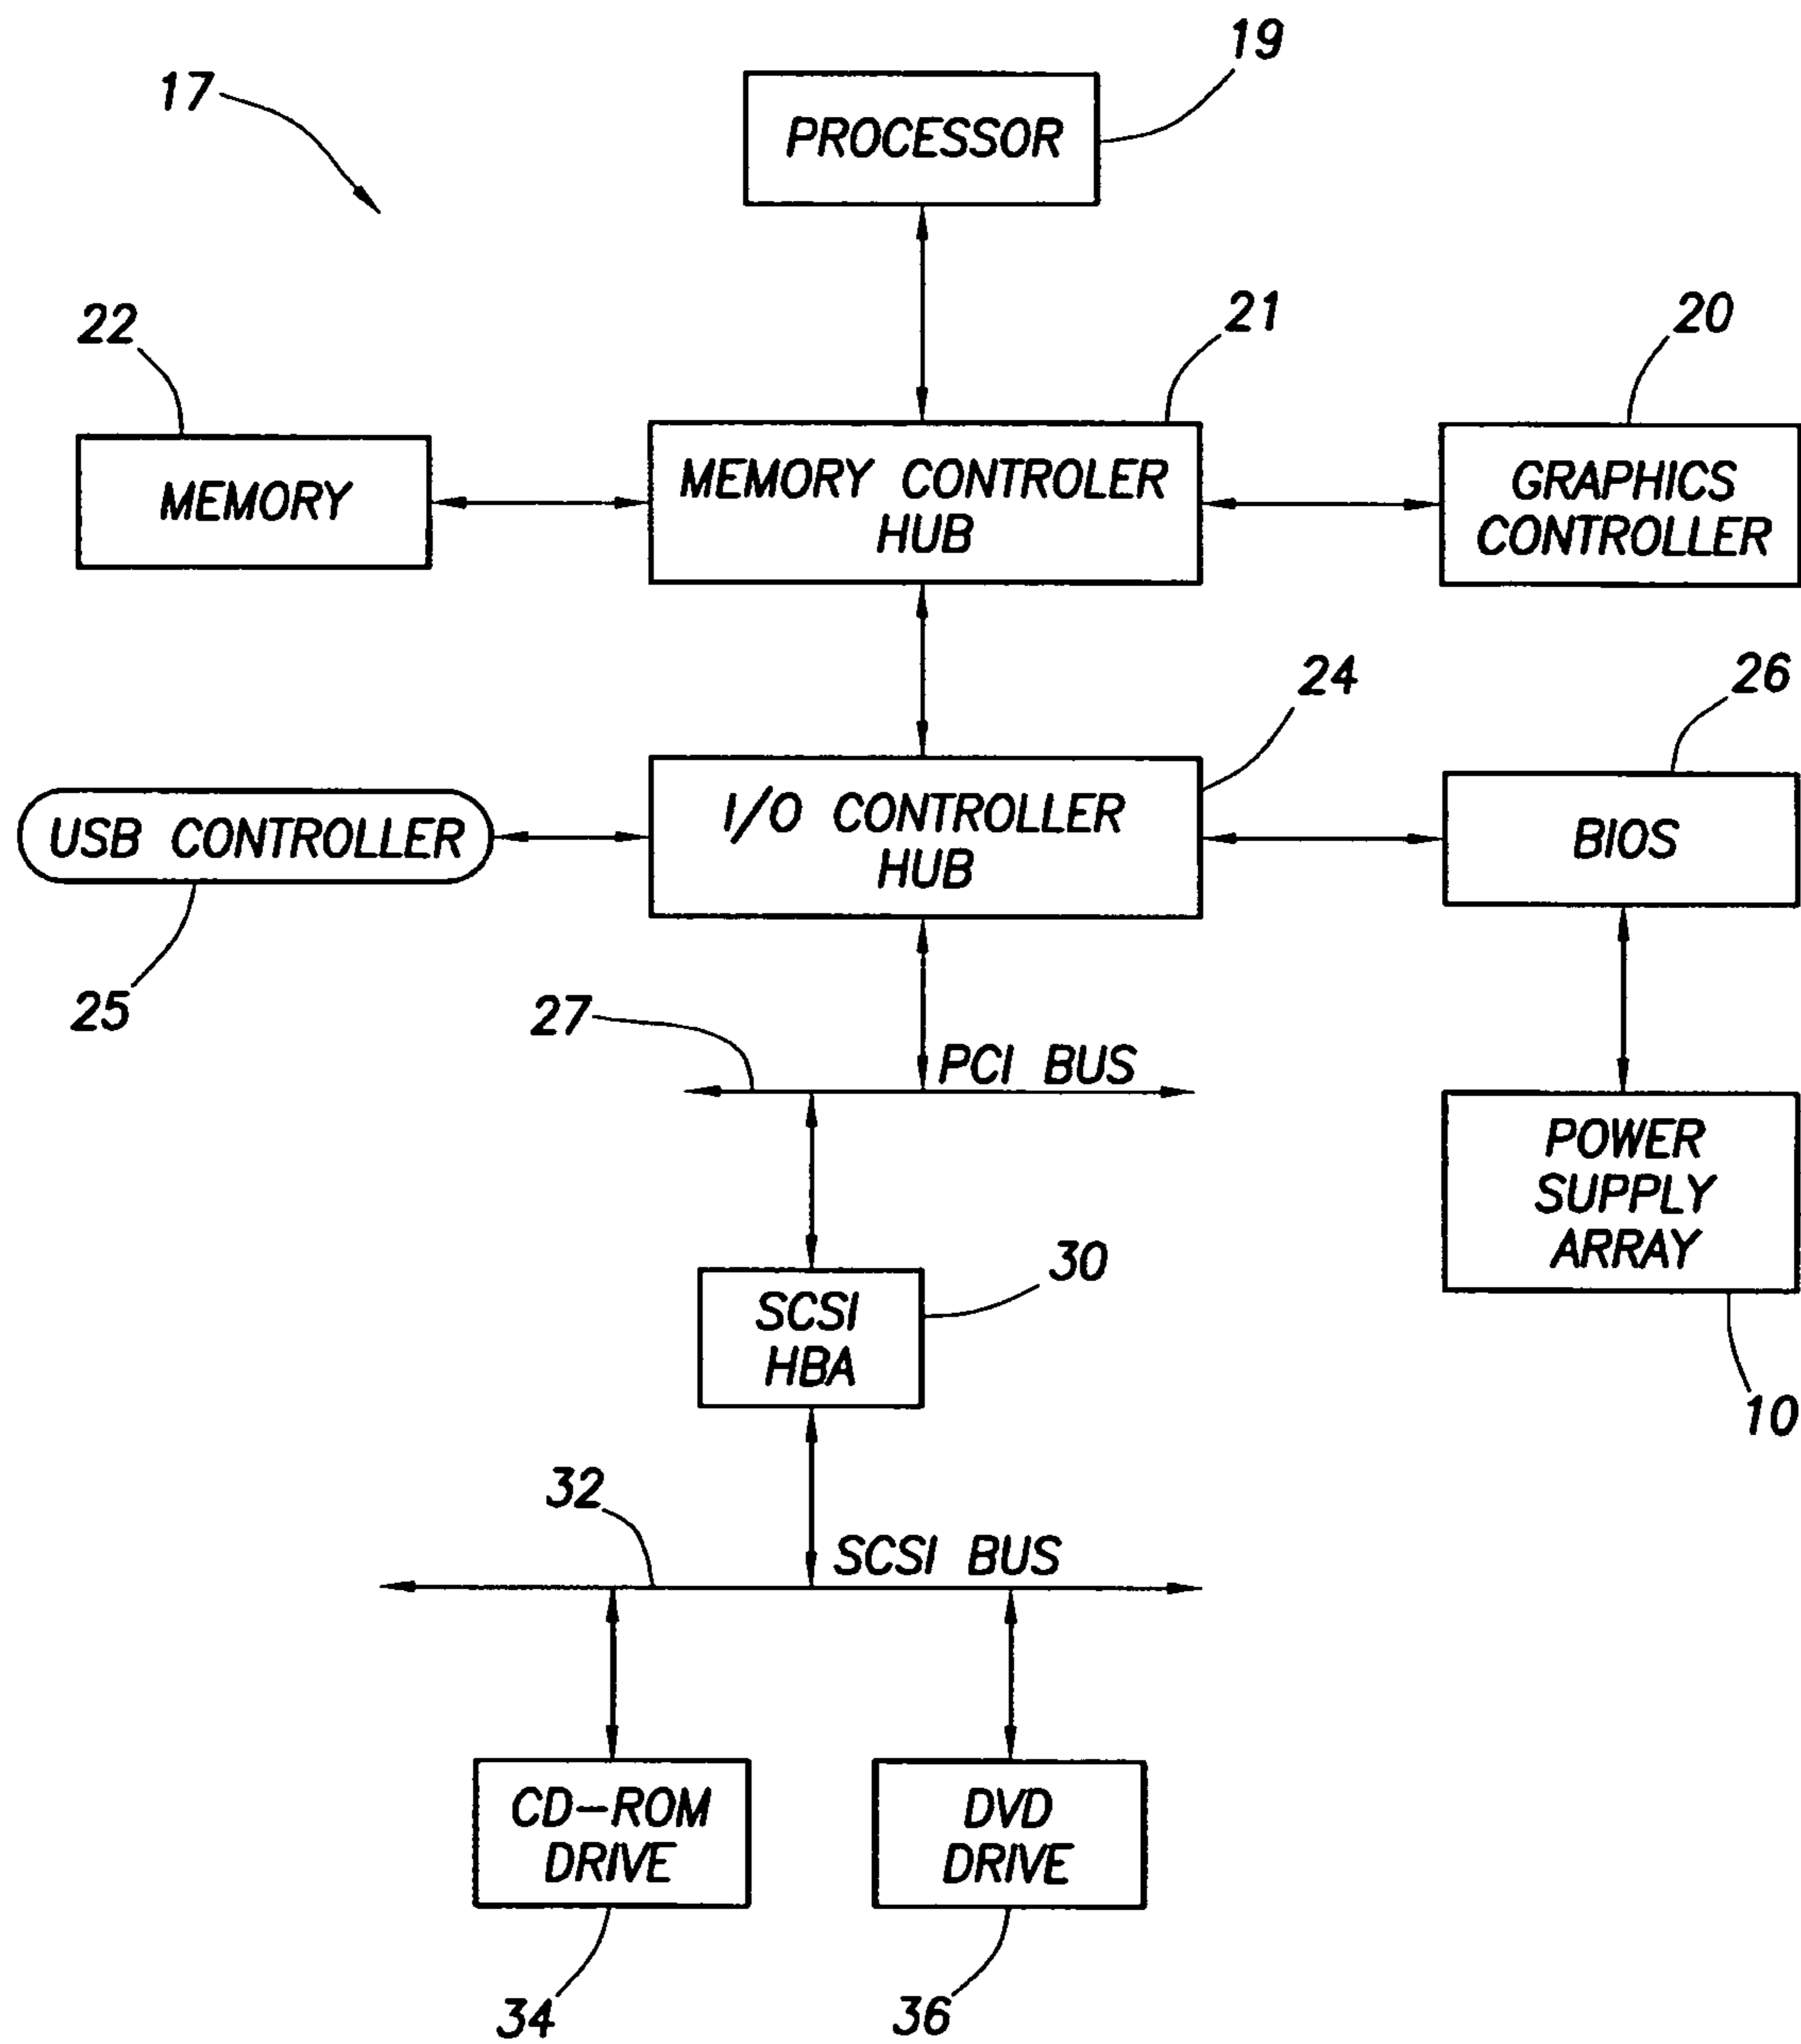 19
17
PROCESSOR
22
21
20
MEMORY
MEMORY CONTROLER
HUB
GRAPHICS
CONTROLLER
24
26
USB CONTROLLER
I/O CONTROLLER
HUB
BIOS
25
27
PCI BUS
POWER
SUPPLY
ARRAY
30
SCSI
HBA
10
32
SCSI BUS
CD-ROM
DRIVE
DVD
DRIVE
34
36